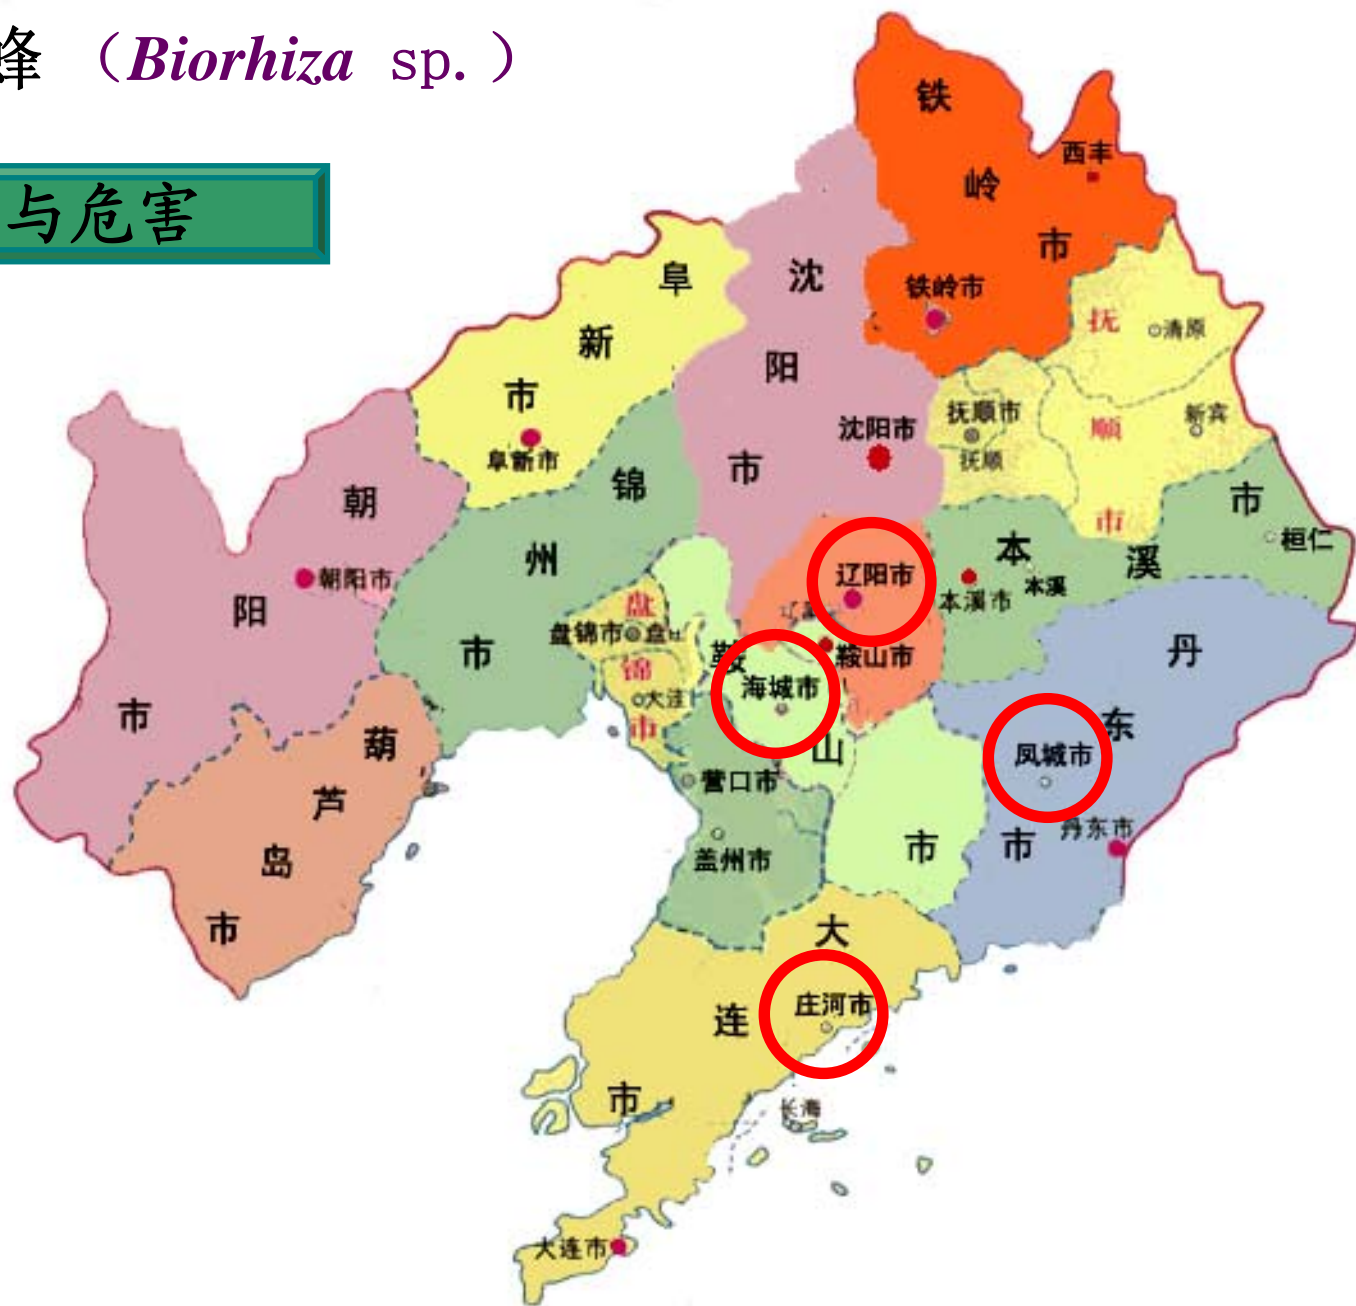 蜂 （Biorhiza sp.）
与危害
铁
岭
市
西丰
铁岭市
沈
阳
市
沈阳市
阜
新
市
阜新市
抚
顺
市
清原
新宾
抚顺市
抚顺
朝
阳
市
朝阳市
锦
州
市
本
溪
市
桓仁
本溪市
本溪
辽阳市
盘
锦
市
盘锦市
大洼
鞍
山
市
鞍山市
海城市
丹
东
市
凤城市
丹东市
葫
芦
岛
市
营口市
盖州市
大
连
市
庄河市
长海
大连市